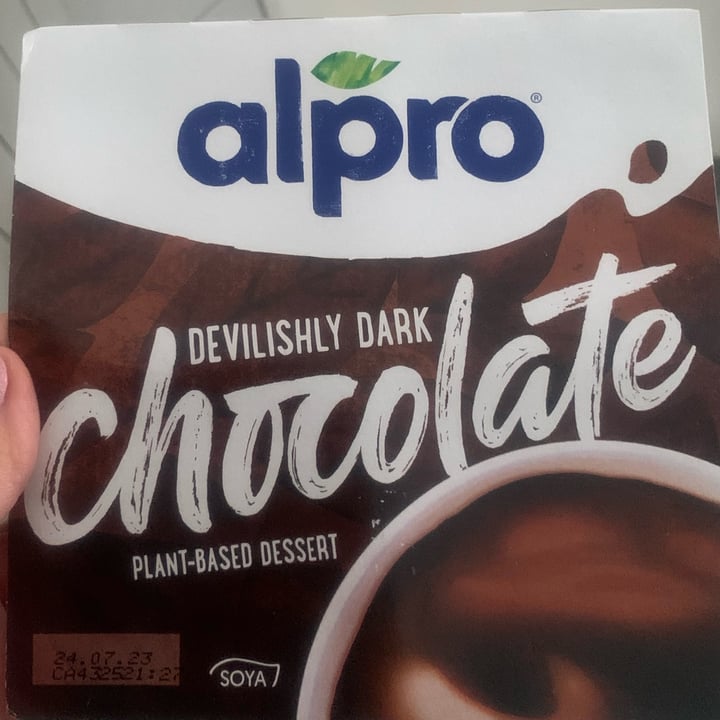 alpro®
DEVILISHLY DARK
chocolate
PLANT-BASED DESSERT
24.07.23
CA432521:27
SOYA